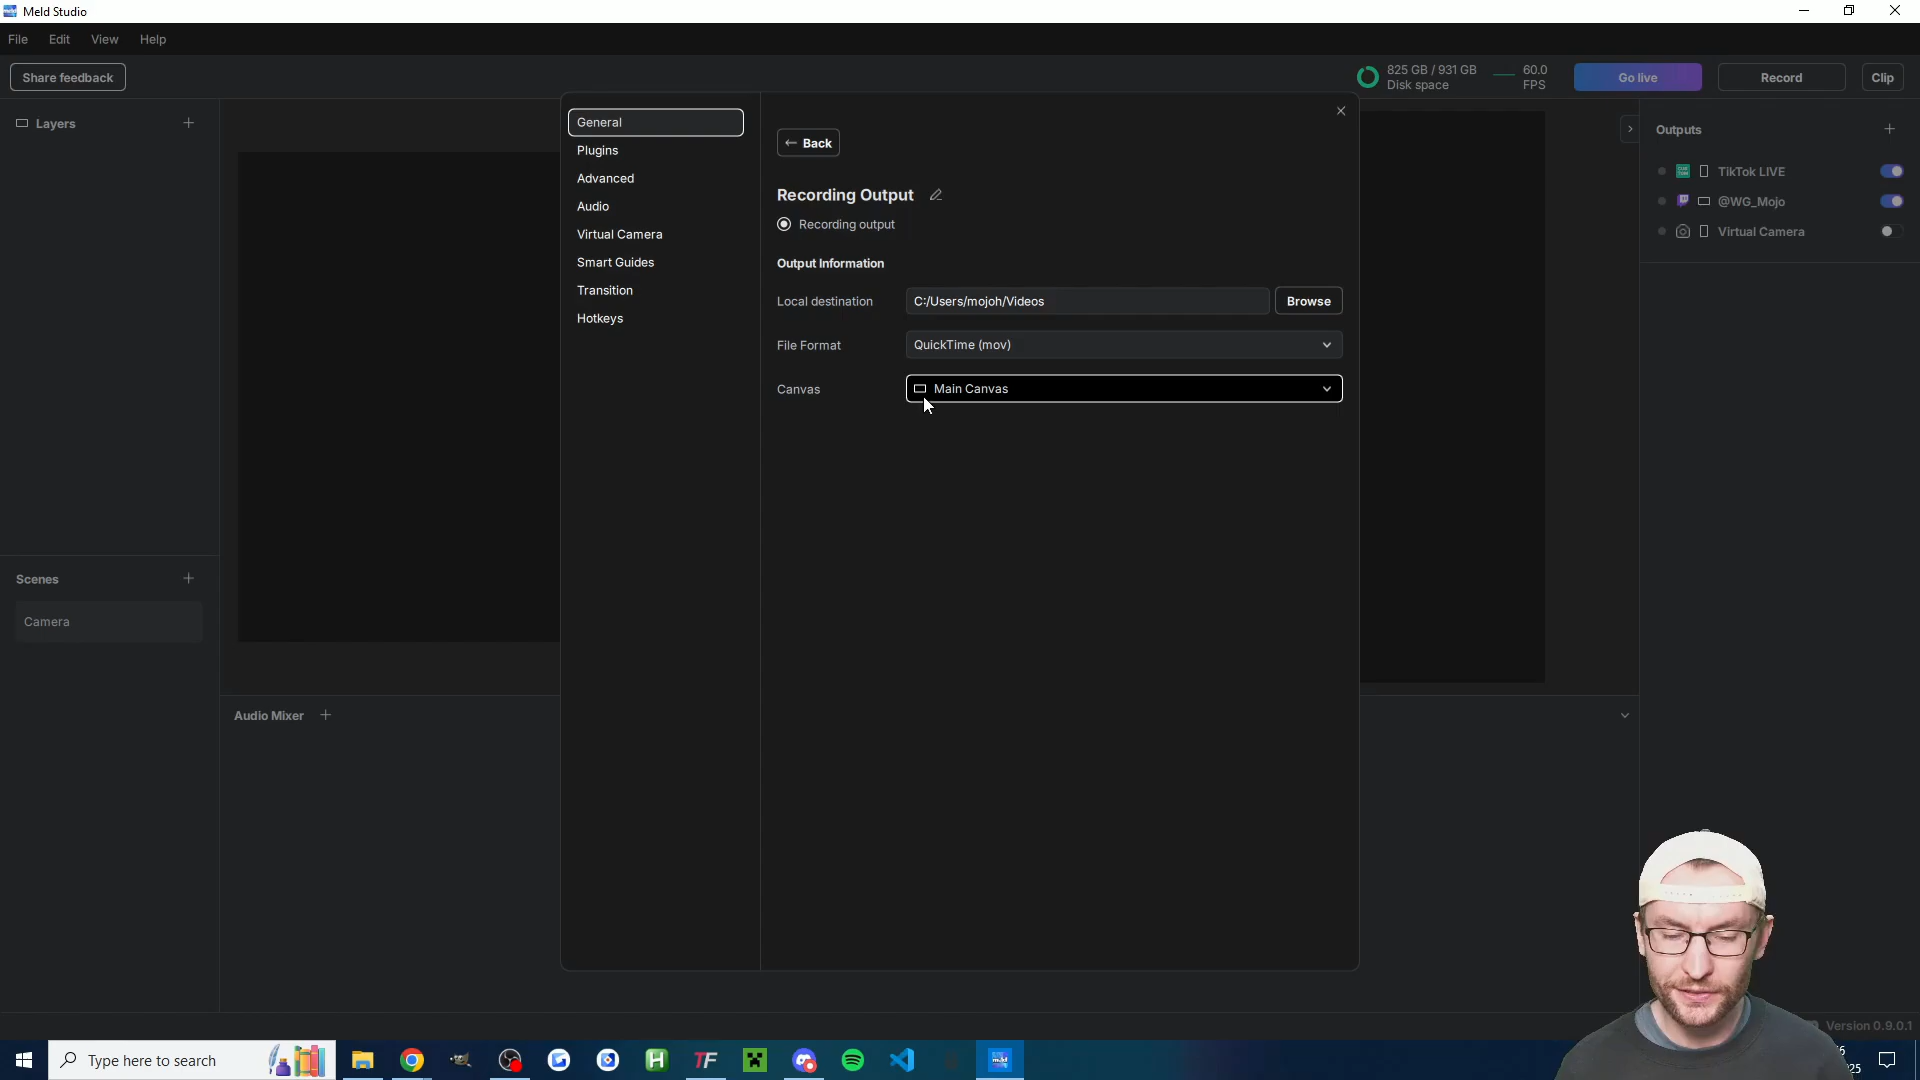 Meld Studio
File Edit View Help
Share feedback
825 GB / 931 GB
Disk space
60.0
FPS
Go live
Record
Clip
Layers
General
Plugins
Advanced
Audio
Virtual Camera
Smart Guides
Transition
Hotkeys
Back
Recording Output
Recording output
Output Information
Local destination C:/Users/mojoh/Videos Browse
File Format QuickTime (mov)
Canvas Main Canvas
Outputs
TikTok LIVE
@WG_Mojo
Virtual Camera
Scenes
Camera
Audio Mixer
Version 0.9.0.1
Type here to search